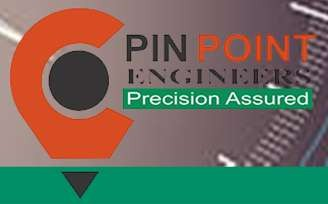 PIN POINT
ENGINEERS
Precision Assured